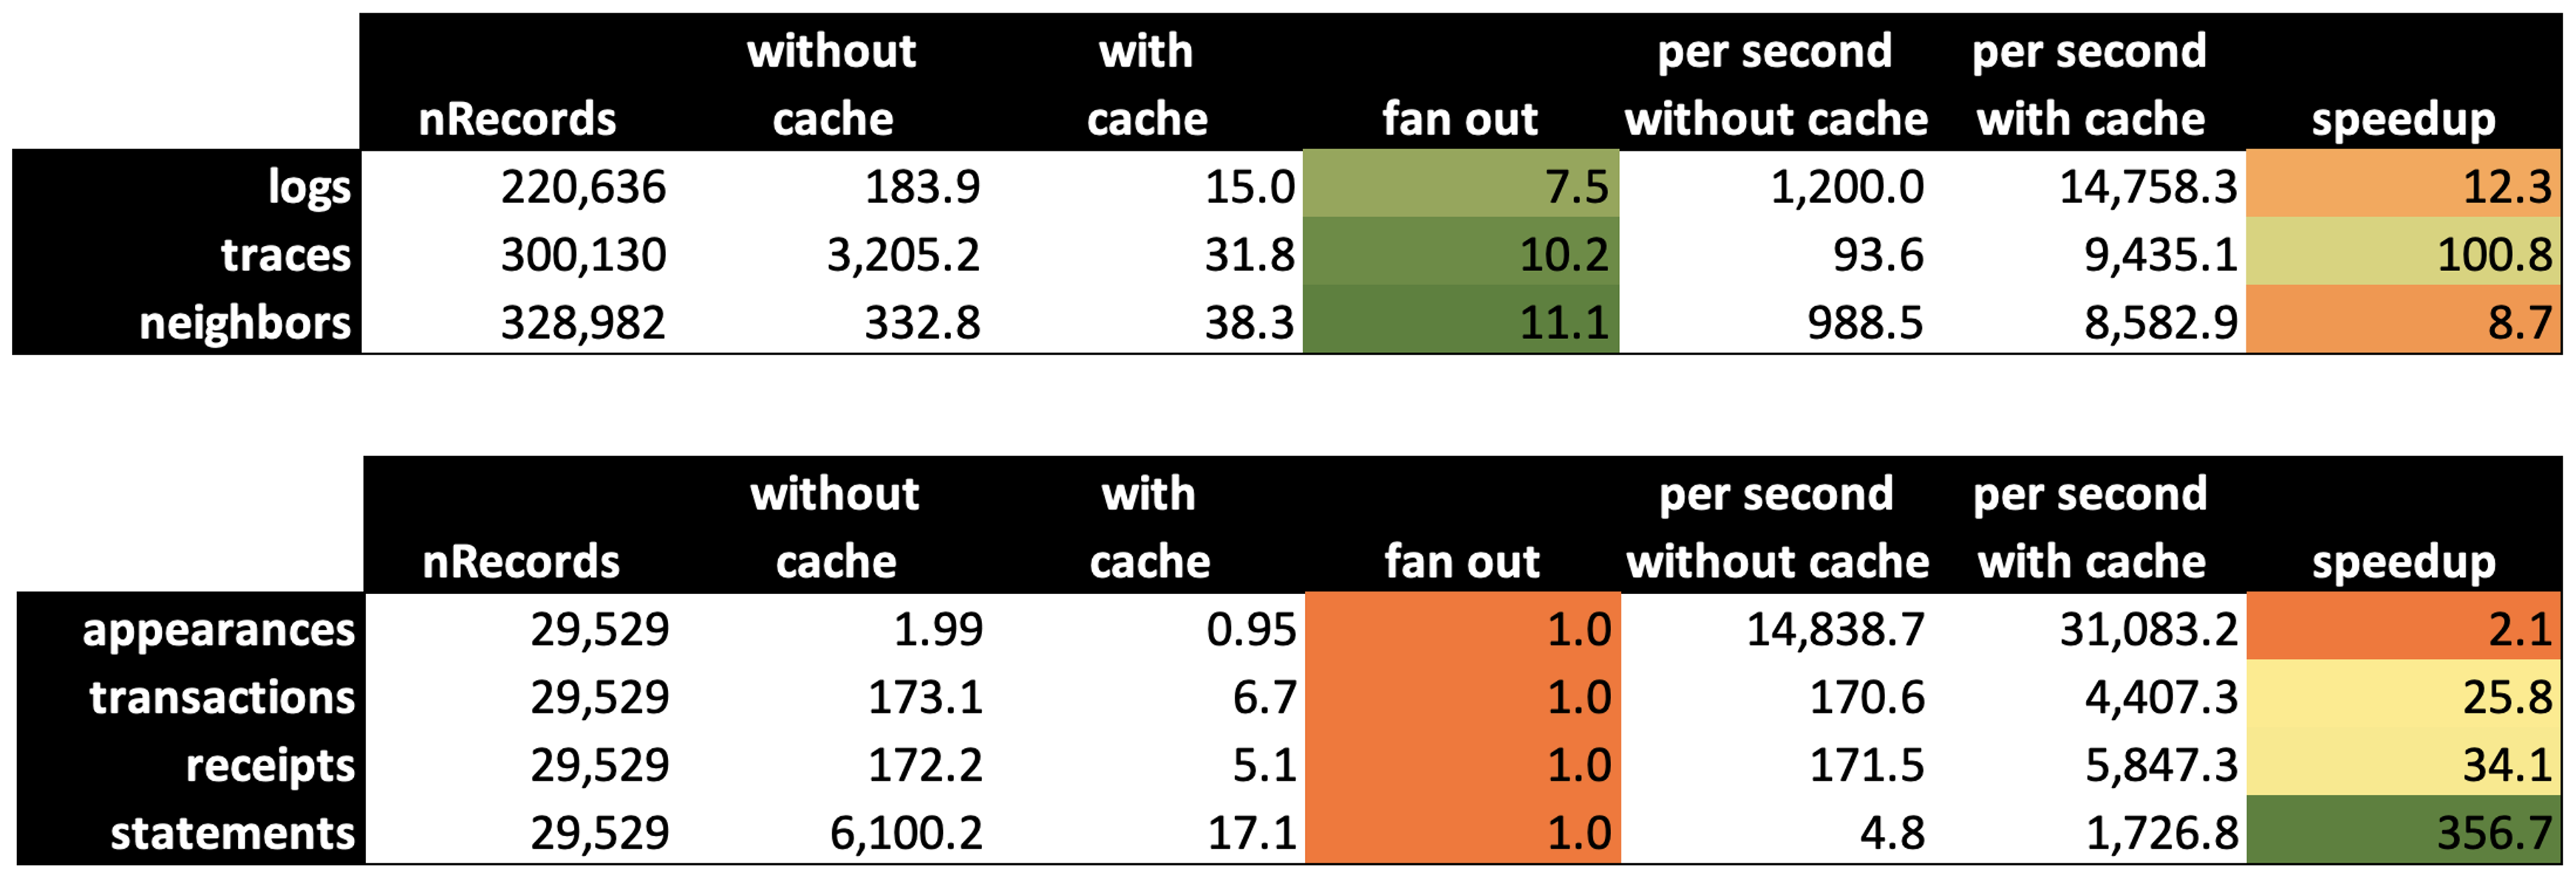 without with per second per second
nRecords cache cache fan out without cache with cache speedup
logs 220,636 183.9 15.0 7.5 1,200.0 14,758.3 12.3
traces 300,130 3,205.2 31.8 10.2 93.6 9,435.1 100.8
neighbors 328,982 332.8 38.3 11.1 988.5 8,582.9 8.7
without with per second per second
nRecords cache cache fan out without cache with cache speedup
appearances 29,529 1.99 0.95 1.0 14,838.7 31,083.2 2.1
transactions 29,529 173.1 6.7 1.0 170.6 4,407.3 25.8
receipts 29,529 172.2 5.1 1.0 171.5 5,847.3 34.1
statements 29,529 6,100.2 17.1 1.0 4.8 1,726.8 356.7